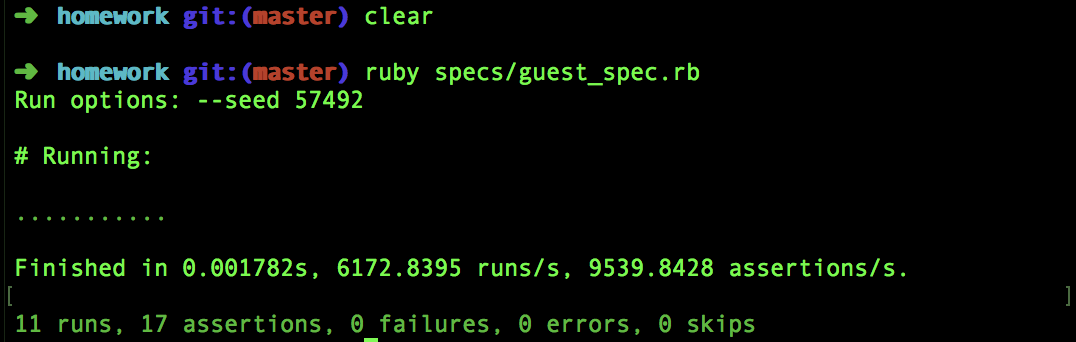 ➜ homework git:(master) clear
➜ homework git:(master) ruby specs/guest_spec.rb
Run options: --seed 57492
# Running:
...........
Finished in 0.001782s, 6172.8395 runs/s, 9539.8428 assertions/s.
[ ]
11 runs, 17 assertions, 0 failures, 0 errors, 0 skips